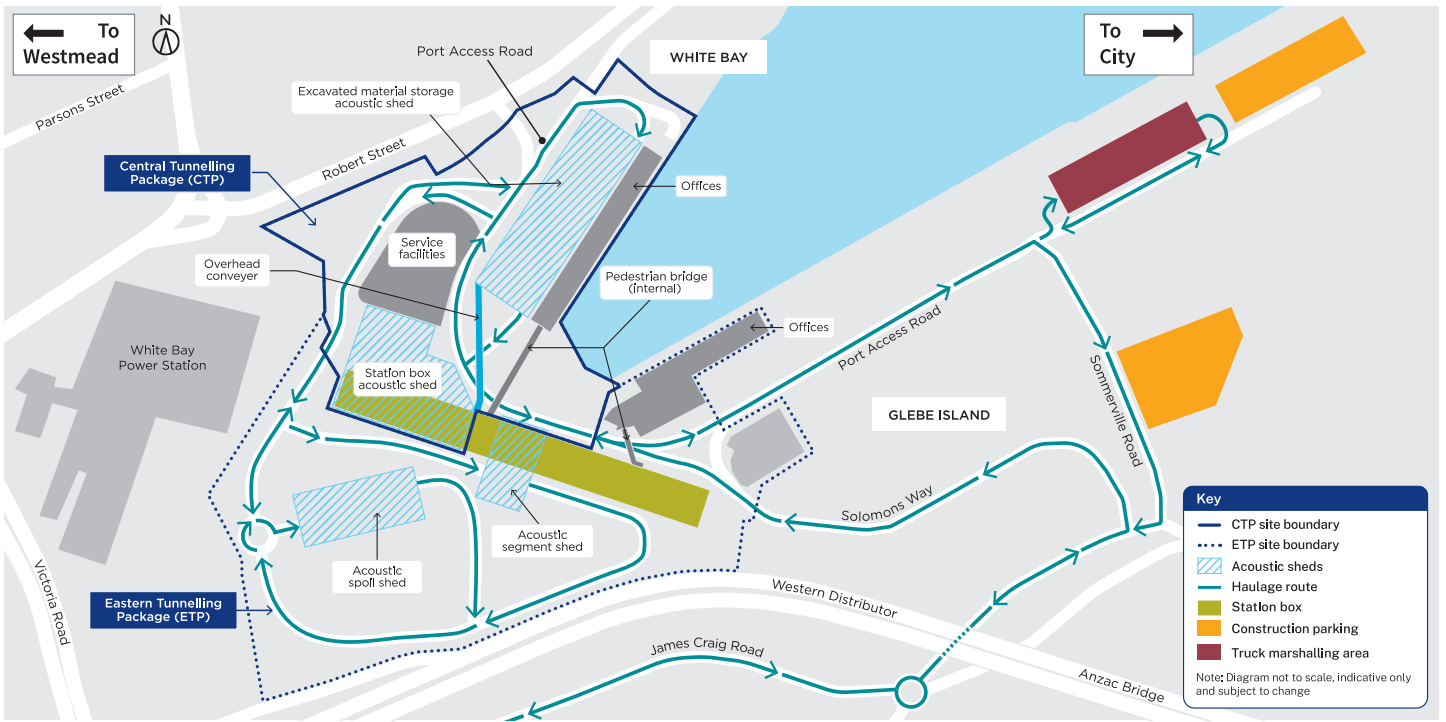 To
Westmead
N
Port Access Road
WHITE BAY
To
City
Parsons Street
Excavated material storage
acoustic shed
Robert Street
Central Tunnelling
Package (CTP)
Offices
Service
facilities
Overhead
conveyer
Pedestrian bridge
(internal)
Offices
Port Access Road
White Bay
Power Station
Station box
acoustic shed
Sommerville Road
GLEBE ISLAND
Solomons Way
Acoustic
segment shed
Acoustic
spoil shed
Victoria Road
Eastern Tunnelling
Package (ETP)
Western Distributor
James Craig Road
Anzac Bridge
Key
CTP site boundary
ETP site boundary
Acoustic sheds
Haulage route
Station box
Construction parking
Truck marshalling area
Note: Diagram not to scale, indicative only
and subject to change